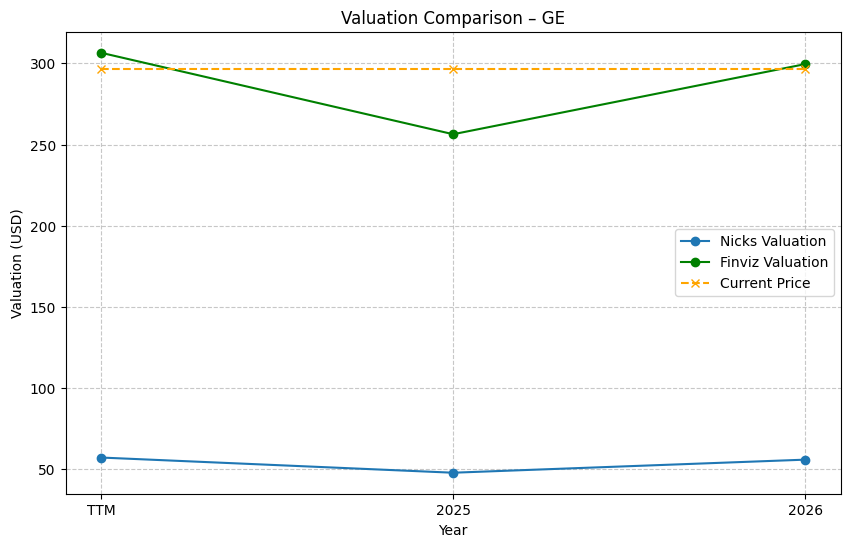 Valuation Comparison – GE
Valuation (USD)
300
250
200
150
100
50
Nicks Valuation
Finviz Valuation
Current Price
TTM
2025
2026
Year